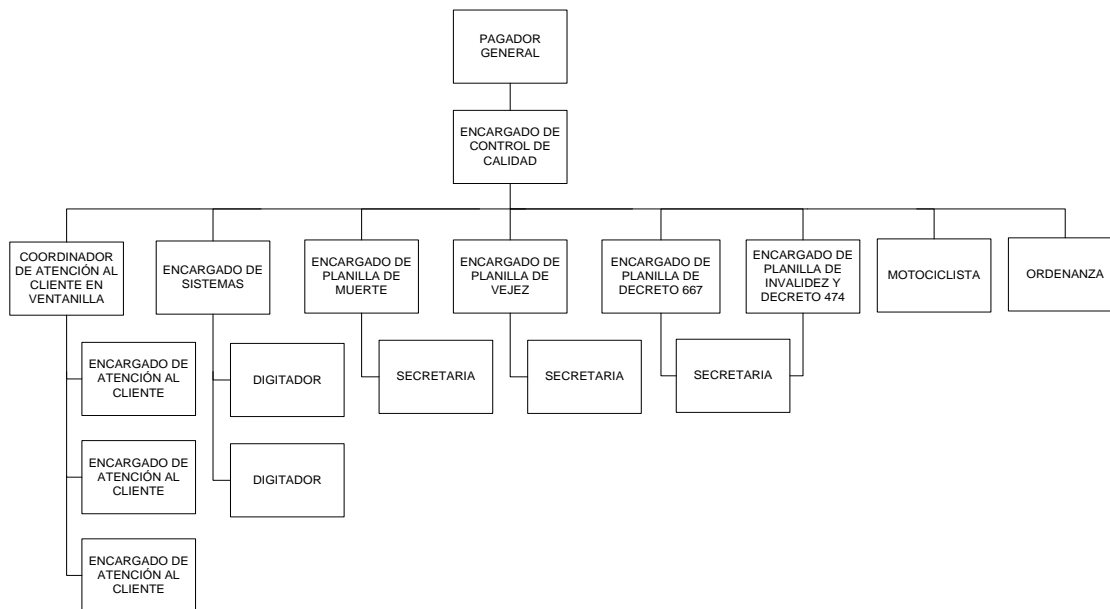 PAGADOR
GENERAL
ENCARGADO DE
CONTROL DE
CALIDAD
COORDINADOR
DE ATENCIÓN AL
CLIENTE EN
VENTANILLA
ENCARGADO DE
SISTEMAS
ENCARGADO DE
PLANILLA DE
MUERTE
ENCARGADO DE
PLANILLA DE
VEJEZ
ENCARGADO DE
PLANILLA DE
DECRETO 667
ENCARGADO DE
PLANILLA DE
INVALIDEZ Y
DECRETO 474
MOTOCICLISTA
ORDENANZA
ENCARGADO DE
ATENCIÓN AL
CLIENTE
DIGITADOR
SECRETARIA
SECRETARIA
SECRETARIA
ENCARGADO DE
ATENCIÓN AL
CLIENTE
DIGITADOR
ENCARGADO DE
ATENCIÓN AL
CLIENTE